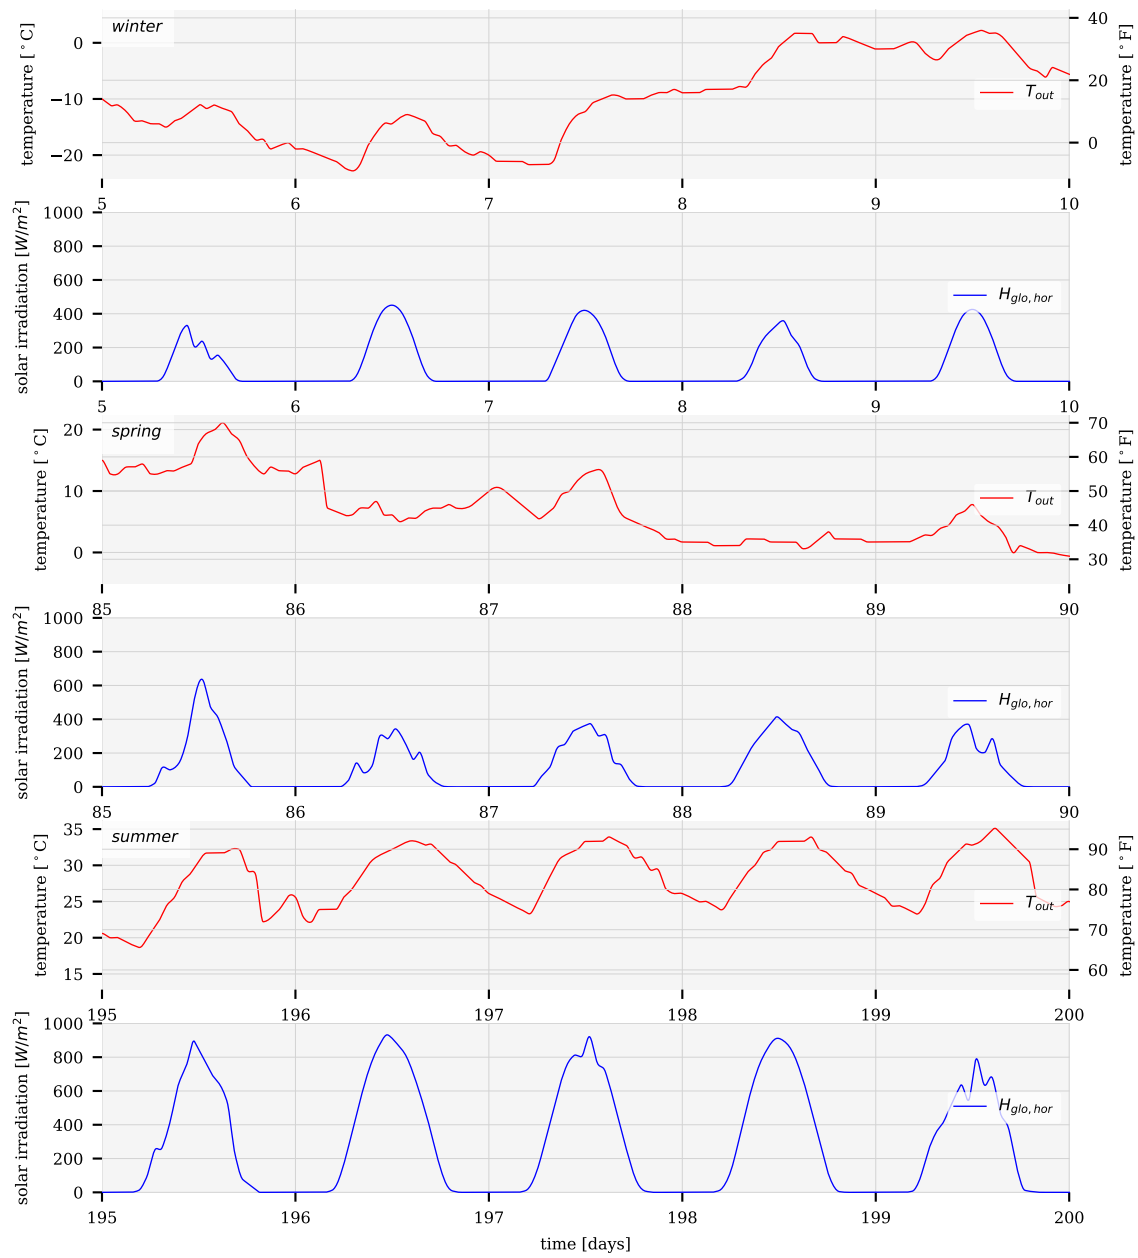 winter
temperature [°C]
0
−10
−20
40
20
0
temperature [°F]
T_out
5 6 7 8 9 10
solar irradiation [W/m²]
1000
800
600
400
200
0
H_glo,hor
5 6 7 8 9 10
spring
temperature [°C]
20
10
0
70
60
50
40
30
temperature [°F]
T_out
85 86 87 88 89 90
solar irradiation [W/m²]
1000
800
600
400
200
0
H_glo,hor
85 86 87 88 89 90
summer
temperature [°C]
35
30
25
20
15
90
80
70
60
temperature [°F]
T_out
195 196 197 198 199 200
solar irradiation [W/m²]
1000
800
600
400
200
0
H_glo,hor
195 196 197 198 199 200
time [days]